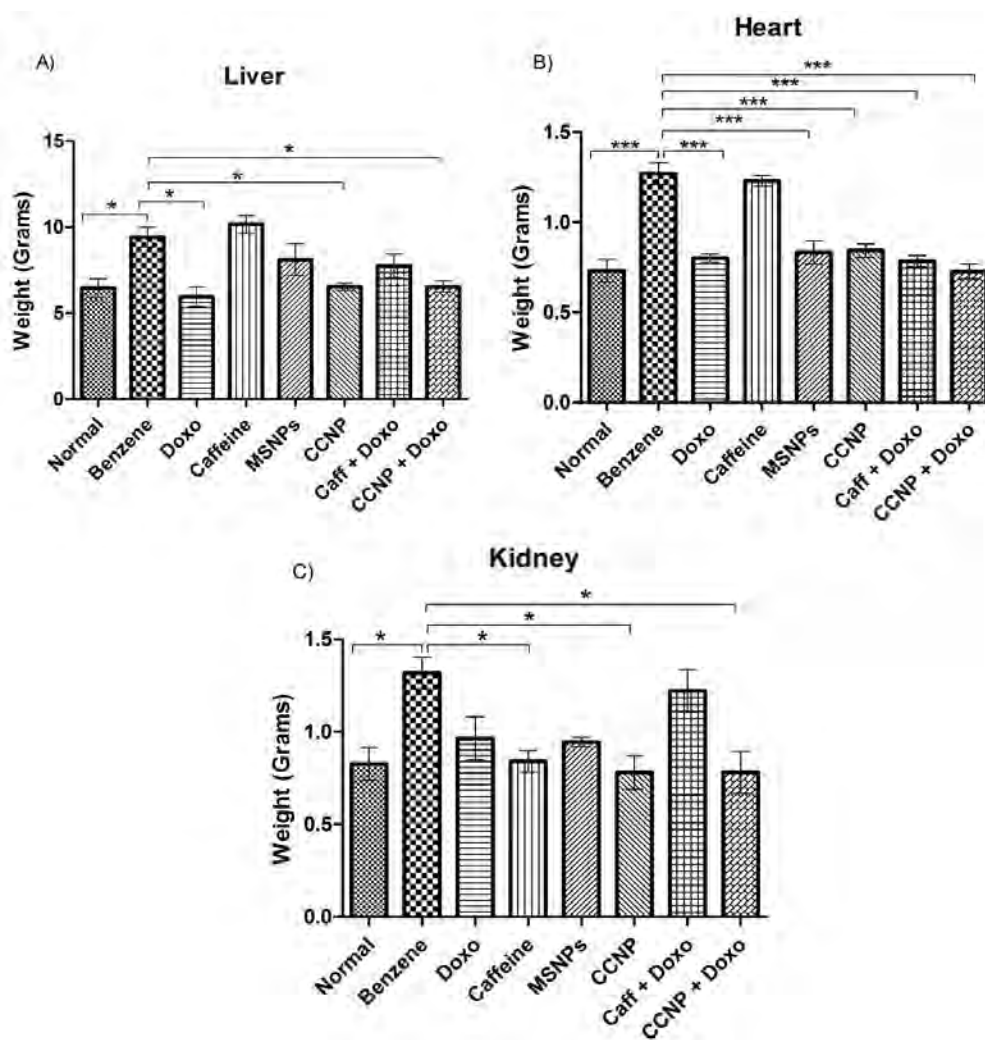 A)
Liver
Weight (Grams)
15
10
5
0
*
*
*
*
Normal
Benzene
Doxo
Caffeine
MSNPs
CCNP
Caff + Doxo
CCNP + Doxo
B)
Heart
Weight (Grams)
1.5
1.0
0.5
0.0
***
***
***
***
***
***
Normal
Benzene
Doxo
Caffeine
MSNPs
CCNP
Caff + Doxo
CCNP + Doxo
C)
Kidney
Weight (Grams)
1.5
1.0
0.5
0.0
*
*
*
*
Normal
Benzene
Doxo
Caffeine
MSNPs
CCNP
Caff + Doxo
CCNP + Doxo